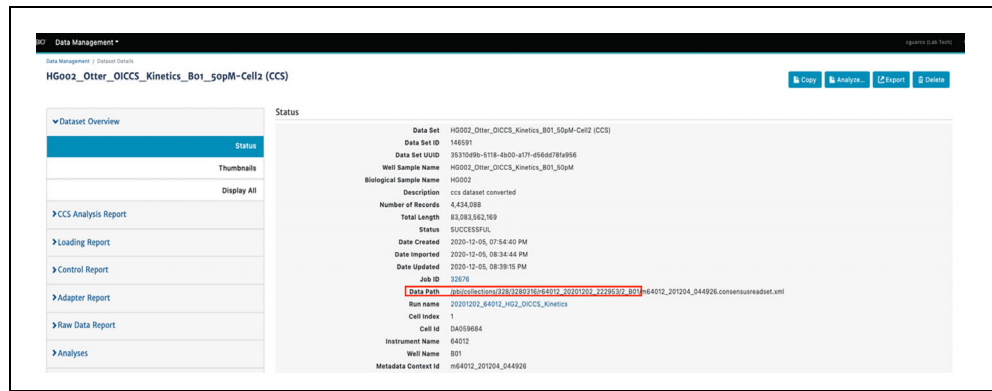 BIO Data Management
cguarco (Lab Tech)
Data Management / Dataset Details
HG002_Otter_OICCS_Kinetics_B01_50pM-Cell2 (CCS)
Copy Analyze... Export Delete
Dataset Overview
Status
Thumbnails
Display All
CCS Analysis Report
Loading Report
Control Report
Adapter Report
Raw Data Report
Analyses
Status
Data Set HG002_Otter_OICCS_Kinetics_B01_50pM-Cell2 (CCS)
Data Set ID 146591
Data Set UUID 35310d9b-5118-4b00-a17f-d56dd78fa956
Well Sample Name HG002_Otter_OICCS_Kinetics_B01_50pM
Biological Sample Name HG002
Description ccs dataset converted
Number of Records 4,434,088
Total Length 83,083,562,169
Status SUCCESSFUL
Date Created 2020-12-05, 07:54:40 PM
Date Imported 2020-12-05, 08:34:44 PM
Date Updated 2020-12-05, 08:39:15 PM
Job ID 32676
Data Path /pbi/collections/328/3280316/r64012_20201202_222953/2_B01/m64012_201204_044926.consensusreadset.xml
Run name 20201202_64012_HG2_OICCS_Kinetics
Cell Index 1
Cell Id DA059684
Instrument Name 64012
Well Name B01
Metadata Context Id m64012_201204_044926